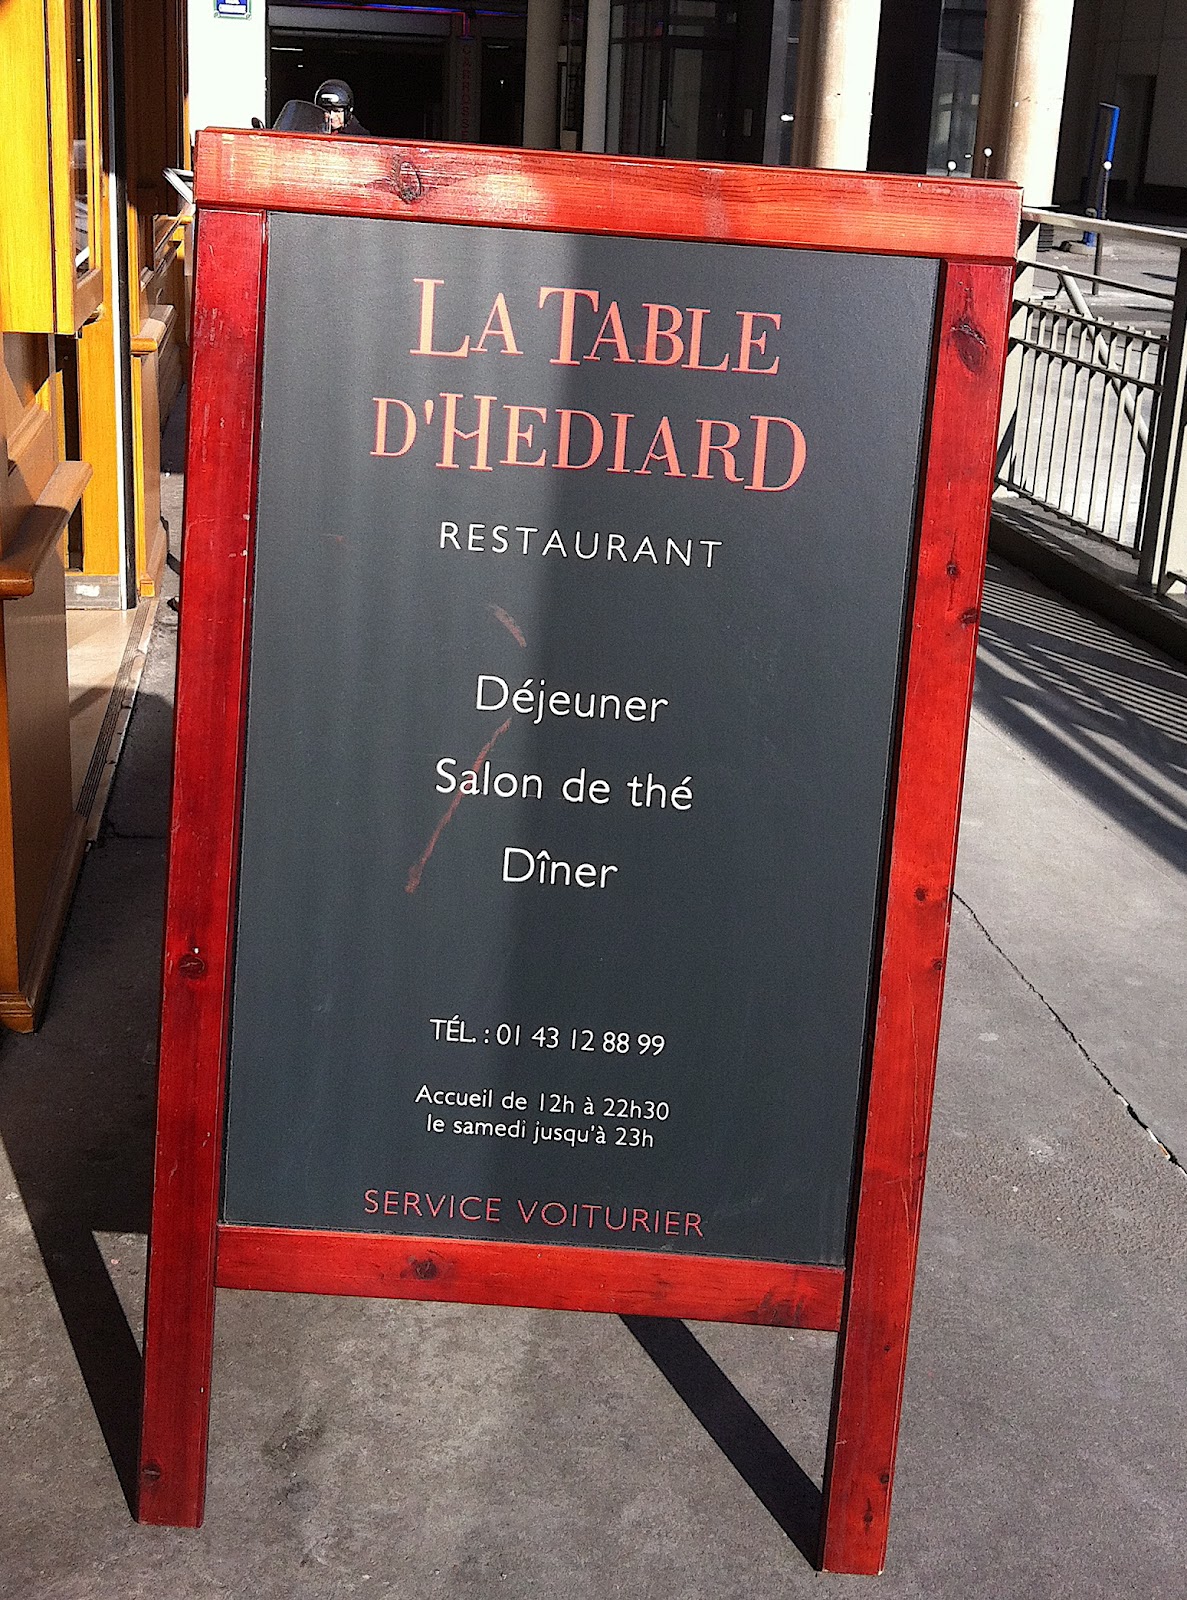 LA TABLE
D'HEDIARD
RESTAURANT
Déjeuner
Salon de thé
Dîner
TÉL. : 01 43 12 88 99
Accueil de 12h à 22h30
le samedi jusqu'à 23h
SERVICE VOITURIER